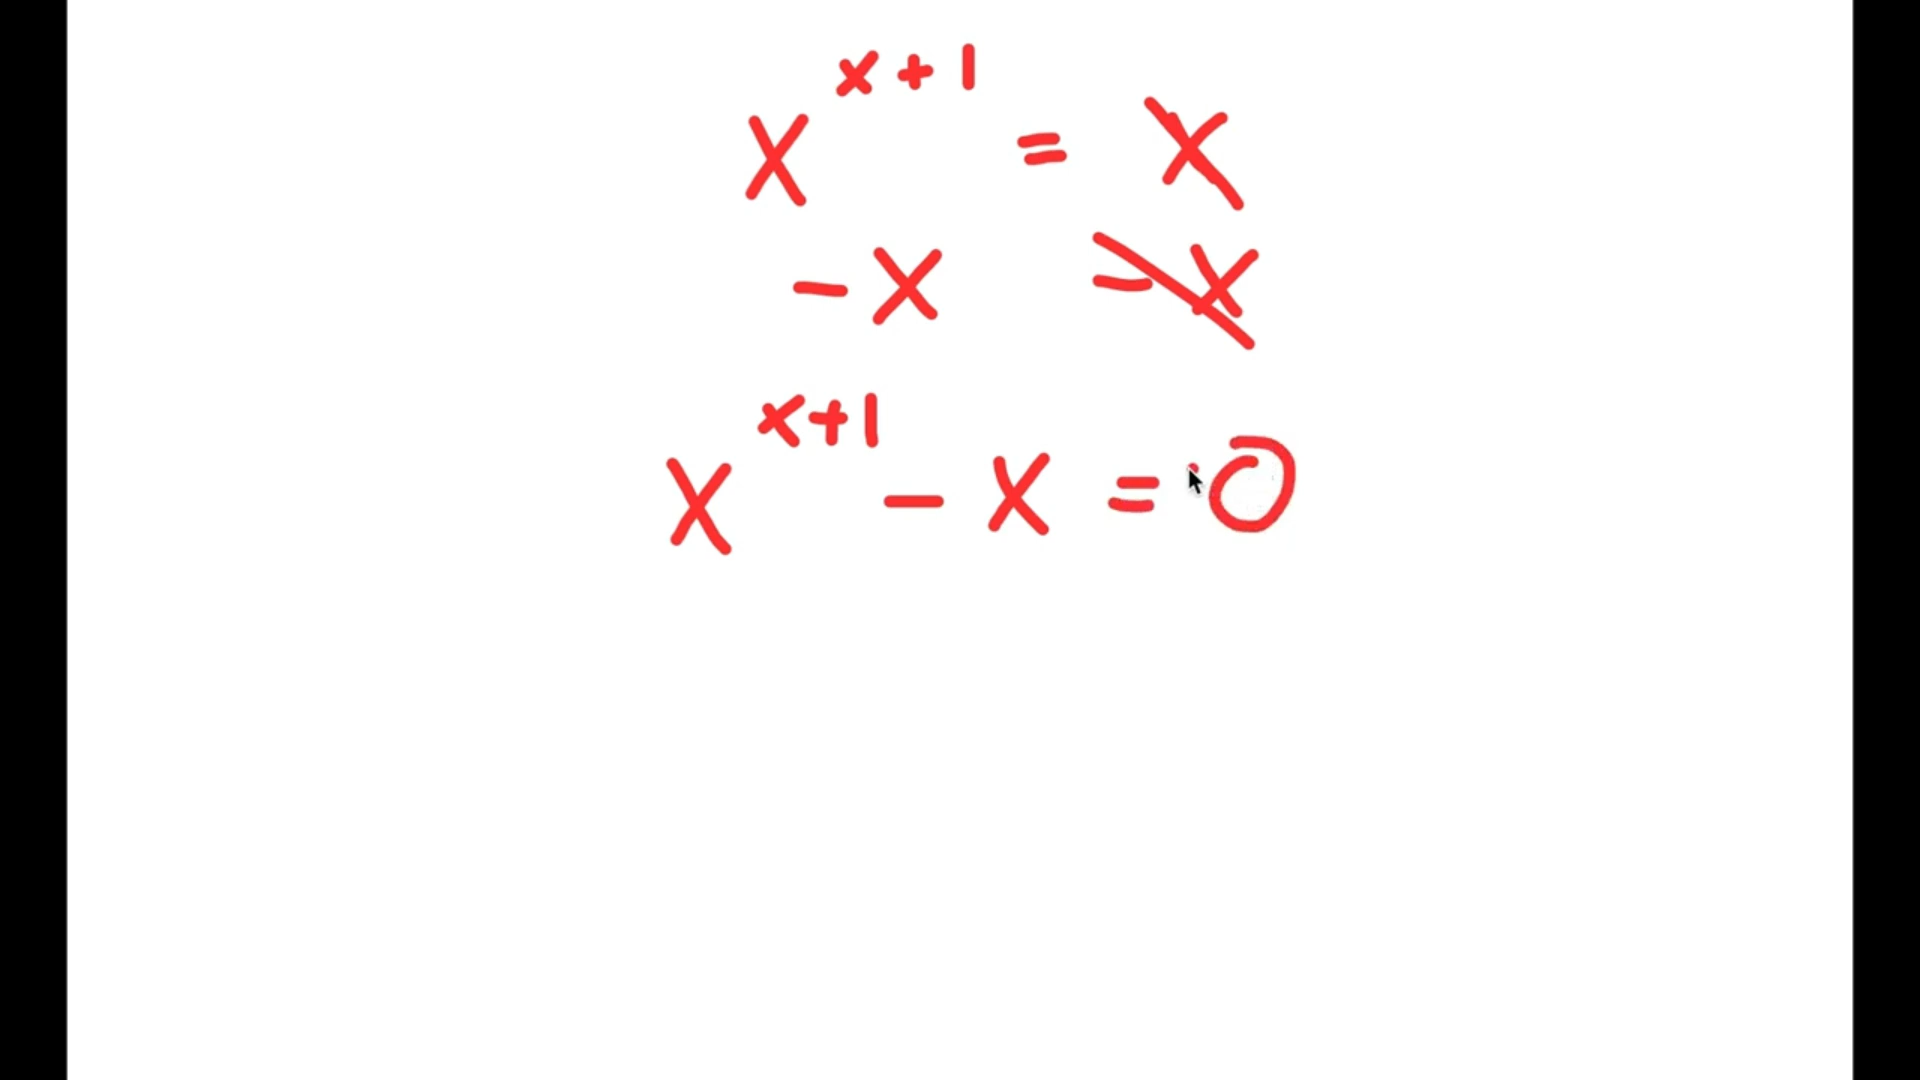 x^{x+1} = x
- x - x
x^{x+1} - x = 0